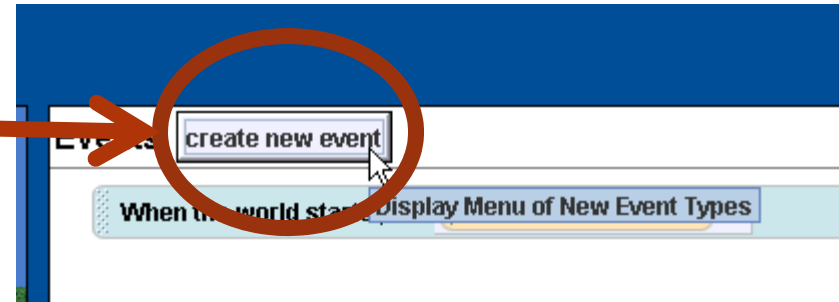 Events create new event
When the world starts Display Menu of New Event Types